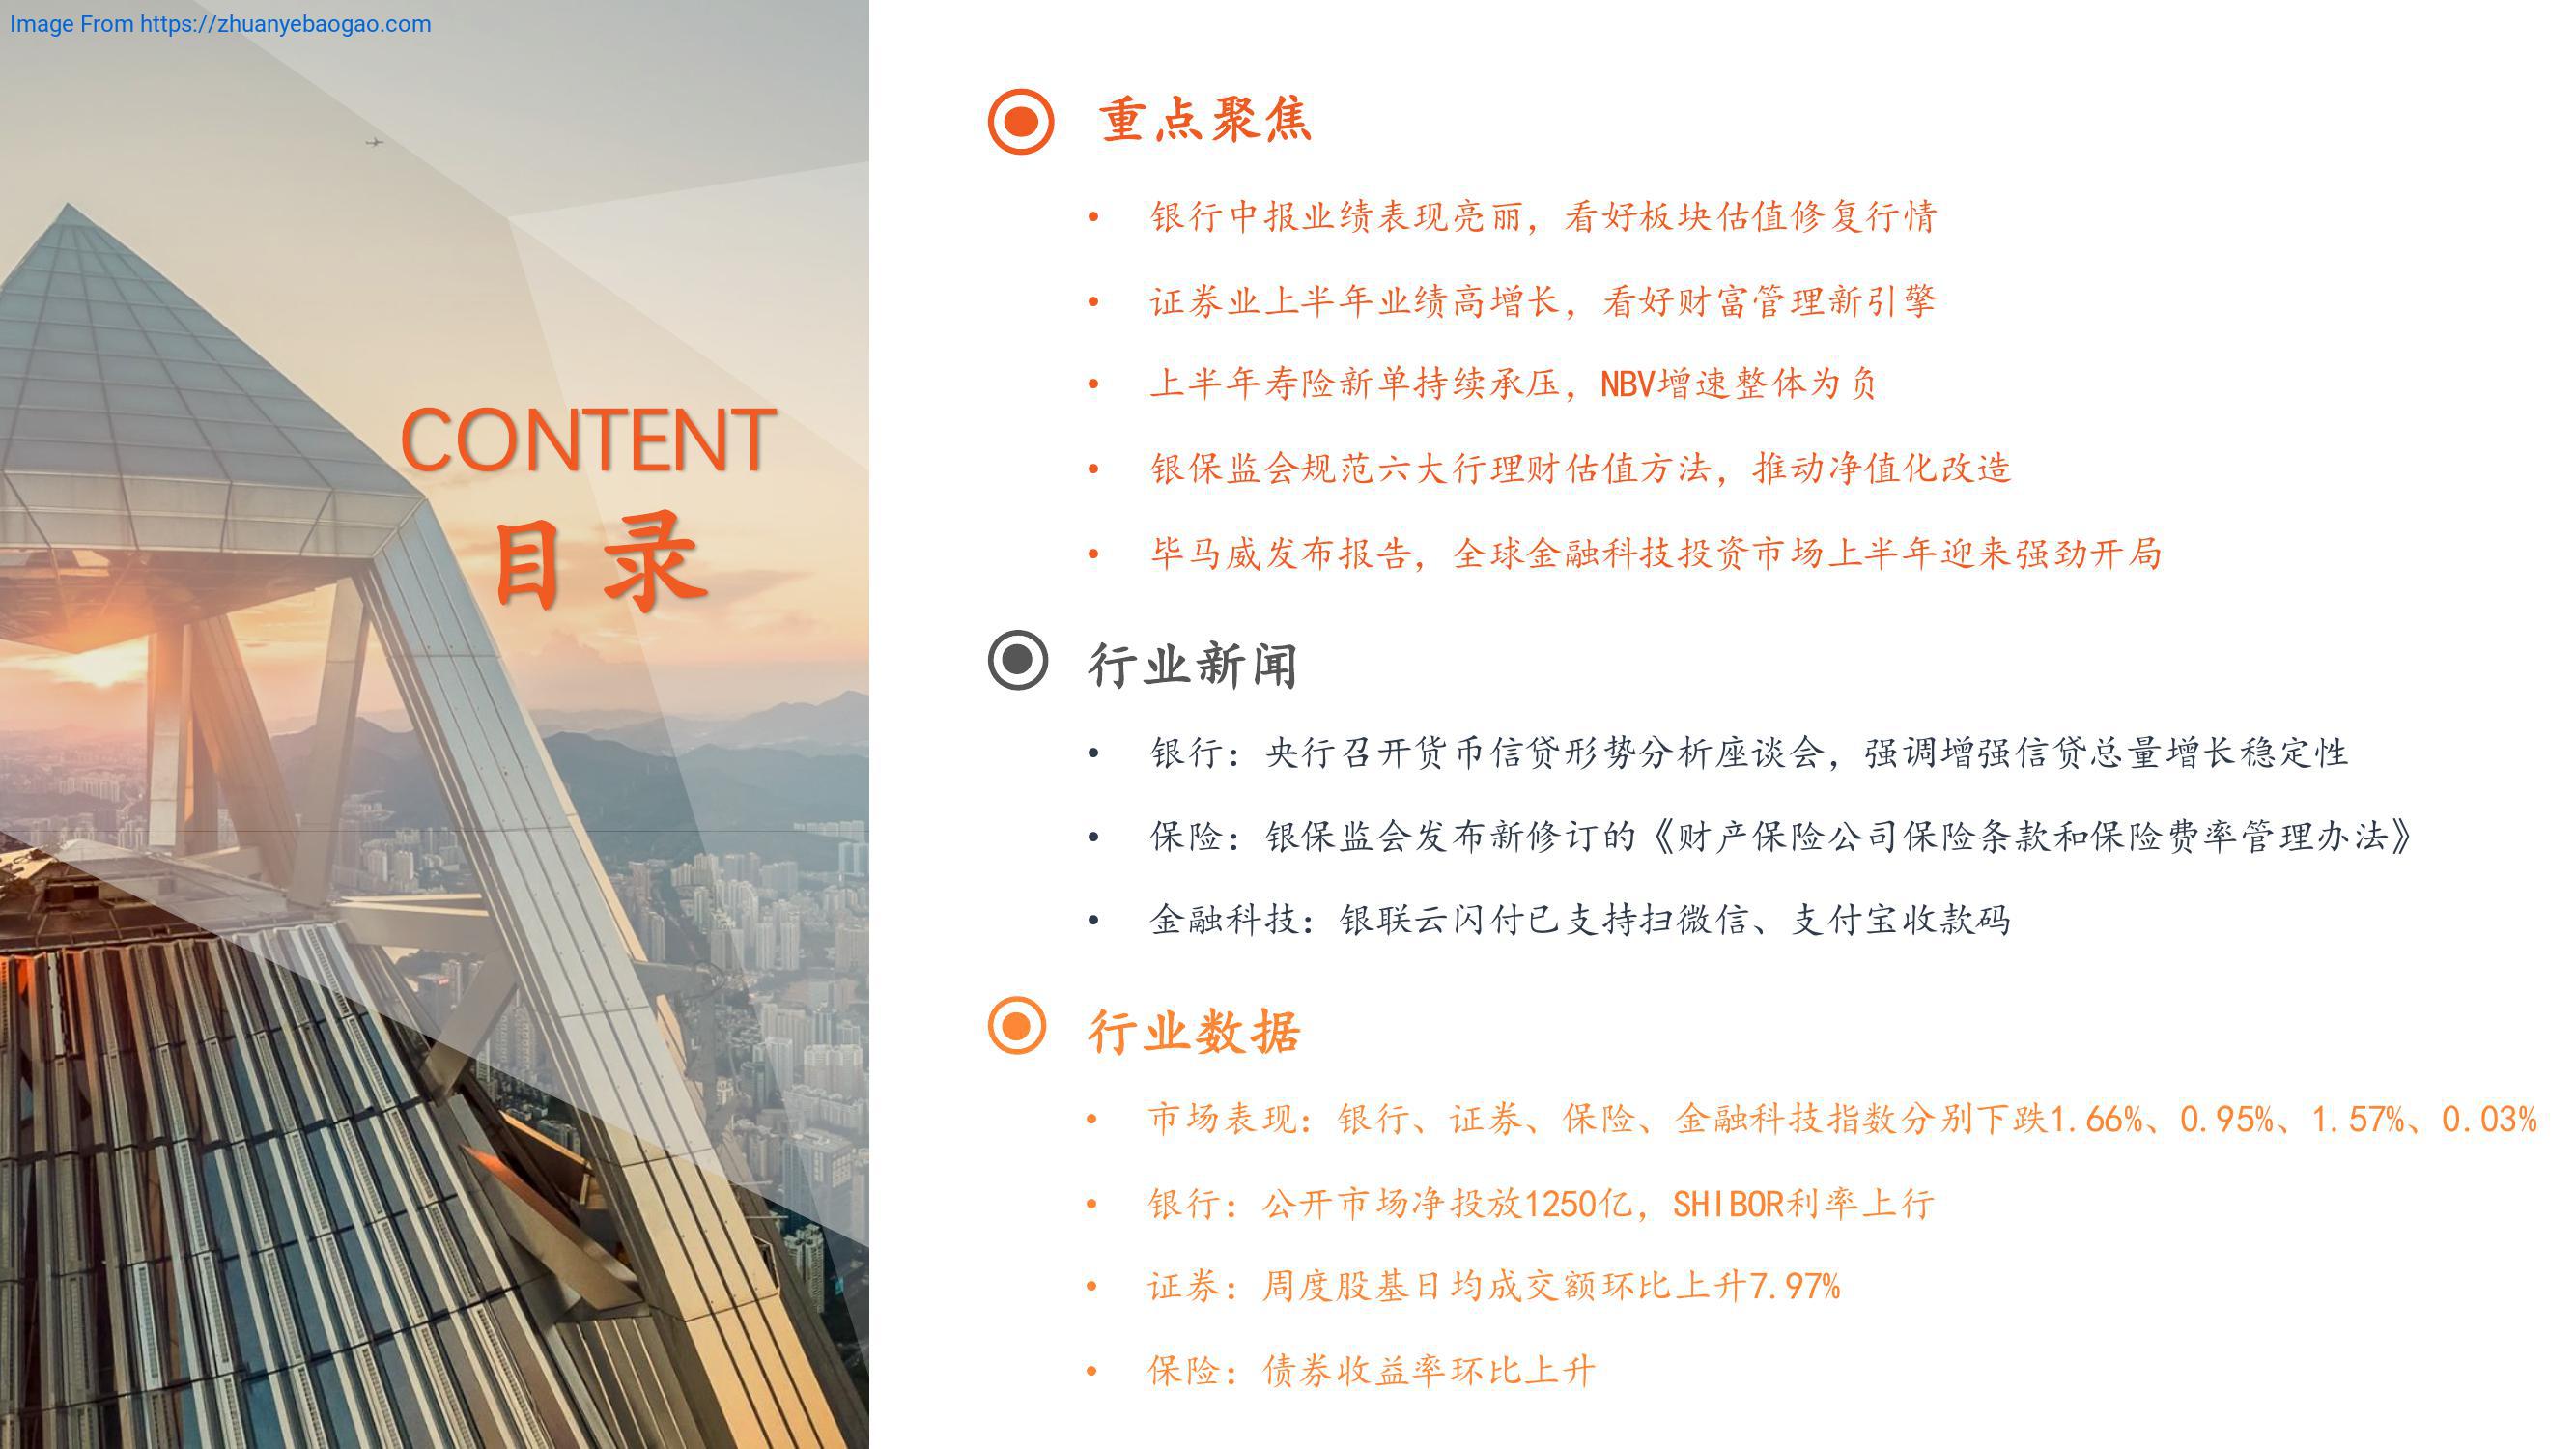 Image From https://zhuanyebaogao.com
CONTENT
目录
重点聚焦
• 银行中报业绩表现亮丽，看好板块估值修复行情
• 证券业上半年业绩高增长，看好财富管理新引擎
• 上半年寿险新单持续承压，NBV增速整体为负
• 银保监会规范六大行理财估值方法，推动净值化改造
• 毕马威发布报告，全球金融科技投资市场上半年迎来强劲开局
行业新闻
• 银行：央行召开货币信贷形势分析座谈会，强调增强信贷总量增长稳定性
• 保险：银保监会发布新修订的《财产保险公司保险条款和保险费率管理办法》
• 金融科技：银联云闪付已支持扫微信、支付宝收款码
行业数据
• 市场表现：银行、证券、保险、金融科技指数分别下跌1.66%、0.95%、1.57%、0.03%
• 银行：公开市场净投放1250亿，SHIBOR利率上行
• 证券：周度股基日均成交额环比上升7.97%
• 保险：债券收益率环比上升